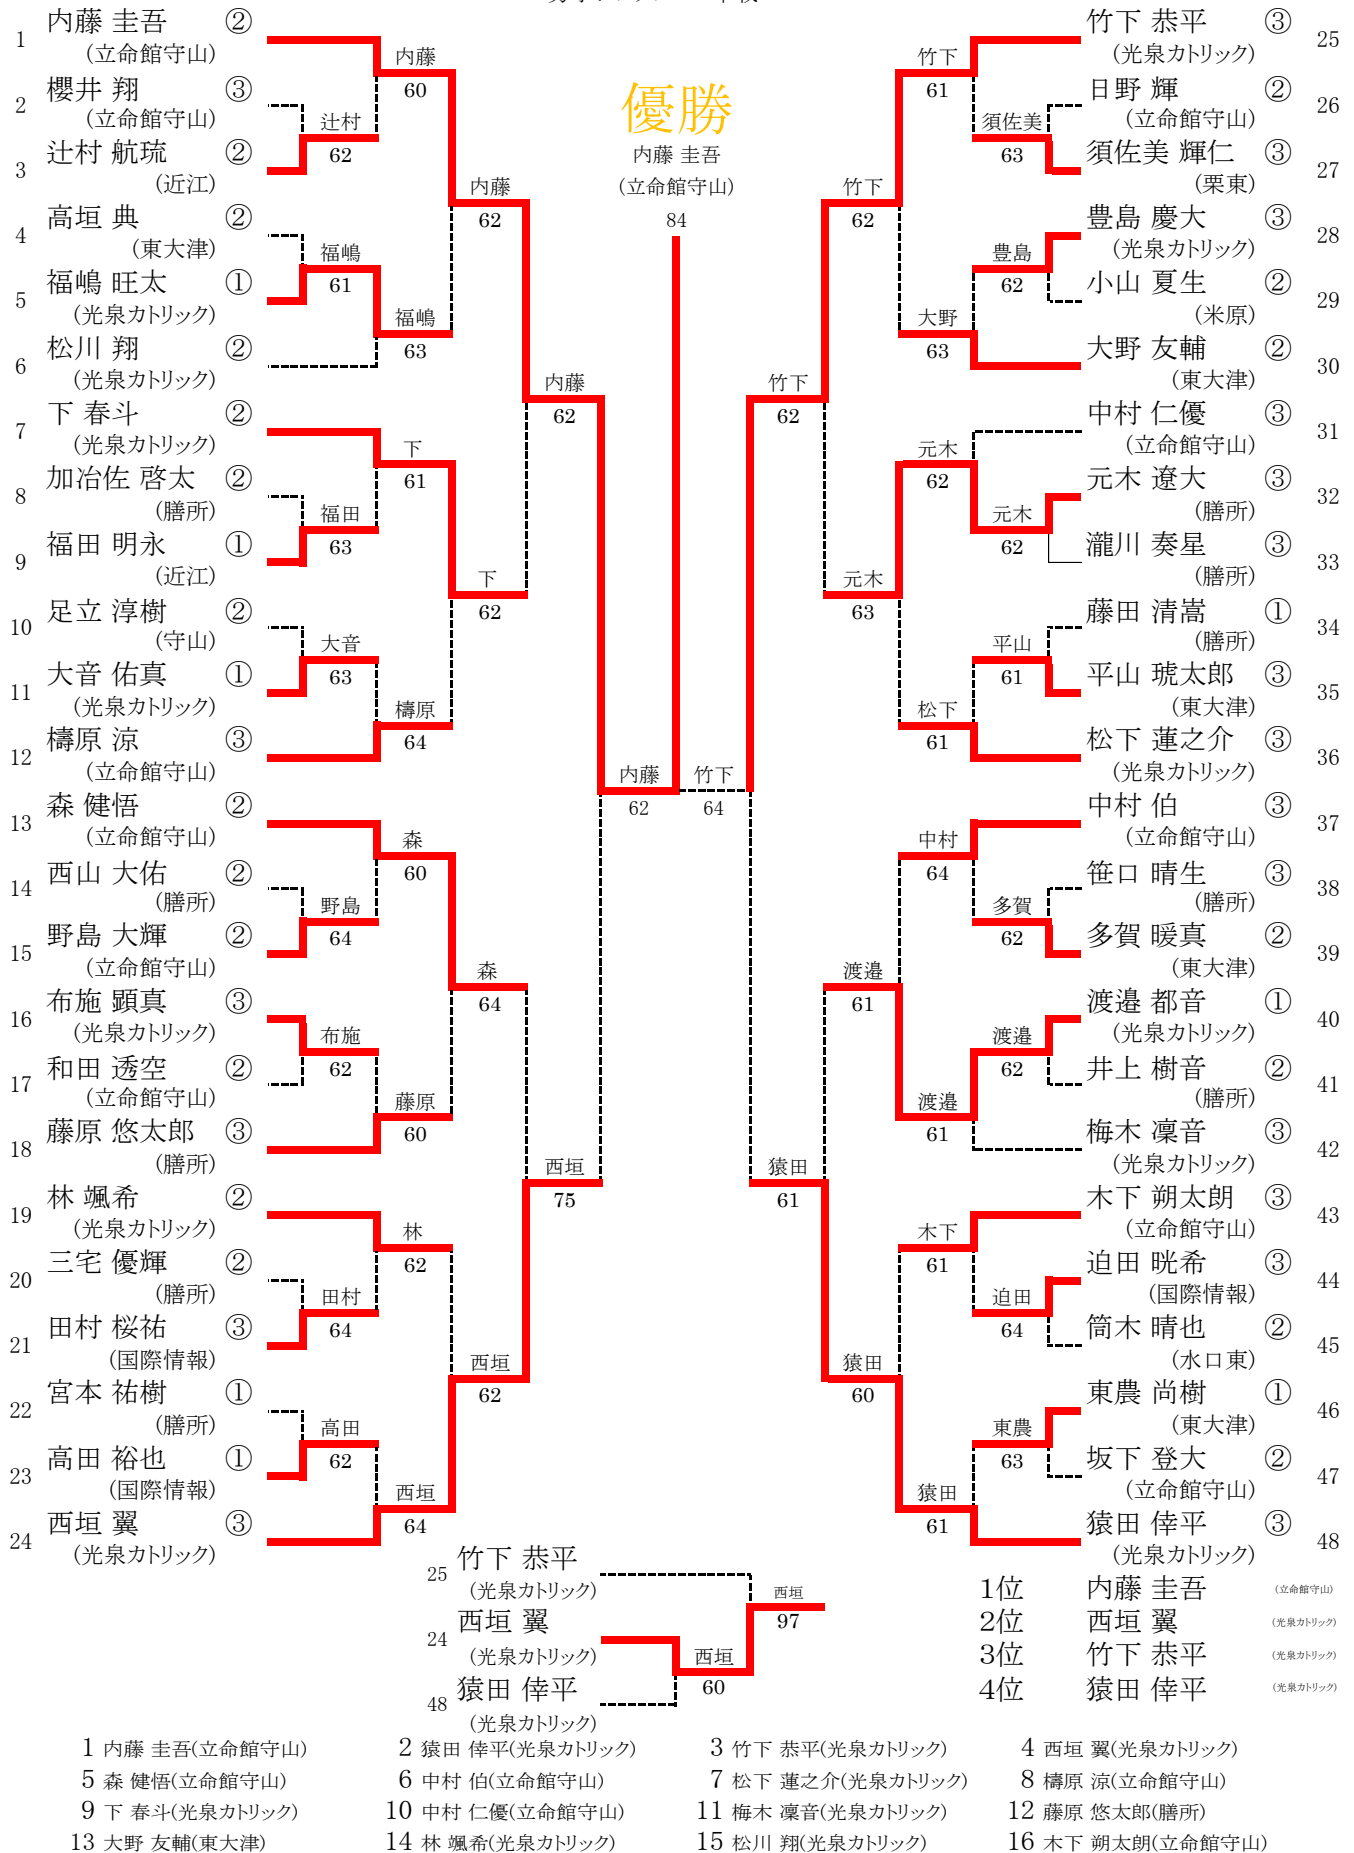 内藤 圭吾 ②
1 (立命館守山)
櫻井 翔 ③
2 (立命館守山)
辻村 航琉 ②
3 (近江)
高垣 典 ②
4 (東大津)
福嶋 旺太 ①
5 (光泉カトリック)
松川 翔 ②
6 (光泉カトリック)
下 春斗 ②
7 (光泉カトリック)
加冶佐 啓太 ②
8 (膳所)
福田 明永 ①
9 (近江)
足立 淳樹 ②
10 (守山)
大音 佑真 ①
11 (光泉カトリック)
檮原 涼 ③
12 (立命館守山)
森 健悟 ②
13 (立命館守山)
西山 大佑 ②
14 (膳所)
野島 大輝 ②
15 (立命館守山)
布施 顕真 ③
16 (光泉カトリック)
和田 透空 ②
17 (立命館守山)
藤原 悠太郎 ③
18 (膳所)
林 颯希 ②
19 (光泉カトリック)
三宅 優輝 ②
20 (膳所)
田村 桜祐 ③
21 (国際情報)
宮本 祐樹 ①
22 (膳所)
高田 裕也 ①
23 (国際情報)
西垣 翼 ③
24 (光泉カトリック)
辻村
62
福嶋
61
福田
63
大音
63
野島
64
布施
62
田村
64
高田
62
内藤
60
福嶋
63
下
61
檮原
64
森
60
藤原
60
林
62
西垣
64
内藤
62
下
62
森
64
西垣
62
内藤
62
西垣
75
内藤
62
優勝
内藤 圭吾
(立命館守山)
84
竹下
64
竹下
62
猿田
61
竹下
62
元木
63
渡邉
61
猿田
60
竹下
61
大野
63
元木
62
松下
61
中村
64
渡邉
61
木下
61
猿田
61
須佐美
63
豊島
62
元木
62
平山
61
多賀
62
渡邉
62
迫田
64
東農
63
竹下 恭平 ③
(光泉カトリック) 25
日野 輝 ②
(立命館守山) 26
須佐美 輝仁 ③
(栗東) 27
豊島 慶大 ③
(光泉カトリック) 28
小山 夏生 ②
(米原) 29
大野 友輔 ②
(東大津) 30
中村 仁優 ③
(立命館守山) 31
元木 遼大 ③
(膳所) 32
瀧川 奏星 ③
(膳所) 33
藤田 清嵩 ①
(膳所) 34
平山 琥太郎 ③
(東大津) 35
松下 蓮之介 ③
(光泉カトリック) 36
中村 伯 ③
(立命館守山) 37
笹口 晴生 ③
(膳所) 38
多賀 暖真 ②
(東大津) 39
渡邉 都音 ①
(光泉カトリック) 40
井上 樹音 ②
(膳所) 41
梅木 凜音 ③
(光泉カトリック) 42
木下 朔太朗 ③
(立命館守山) 43
迫田 晄希 ③
(国際情報) 44
筒木 晴也 ②
(水口東) 45
東農 尚樹 ①
(東大津) 46
坂下 登大 ②
(立命館守山) 47
猿田 倖平 ③
(光泉カトリック) 48
25 竹下 恭平
(光泉カトリック)
24 西垣 翼
(光泉カトリック)
48 猿田 倖平
(光泉カトリック)
西垣
60
西垣
97
1位 内藤 圭吾 (立命館守山)
2位 西垣 翼 (光泉カトリック)
3位 竹下 恭平 (光泉カトリック)
4位 猿田 倖平 (光泉カトリック)
1 内藤 圭吾(立命館守山) 2 猿田 倖平(光泉カトリック) 3 竹下 恭平(光泉カトリック) 4 西垣 翼(光泉カトリック)
5 森 健悟(立命館守山) 6 中村 伯(立命館守山) 7 松下 蓮之介(光泉カトリック) 8 檮原 涼(立命館守山)
9 下 春斗(光泉カトリック) 10 中村 仁優(立命館守山) 11 梅木 凜音(光泉カトリック) 12 藤原 悠太郎(膳所)
13 大野 友輔(東大津) 14 林 颯希(光泉カトリック) 15 松川 翔(光泉カトリック) 16 木下 朔太朗(立命館守山)